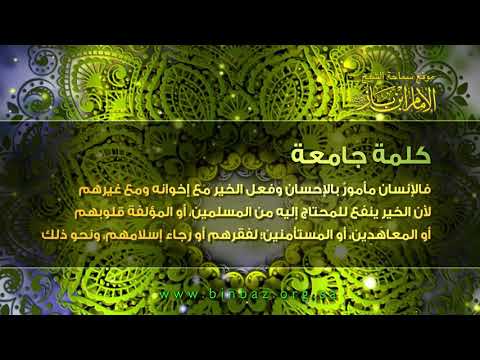 موقع سماحة الشيخ
الإمام ابن باز
كلمة جامعة
فالإنسان مأمورٌ بالإحسان وفعل الخير مع إخوانه ومع غيرهم
لأن الخير ينفع للمحتاج إليه من المسلمين، أو المؤلفة قلوبهم
أو المعاهدين، أو المستأمنين؛ لفقرهم أو رجاء إسلامهم، ونحو ذلك
www.binbaz.org.sa